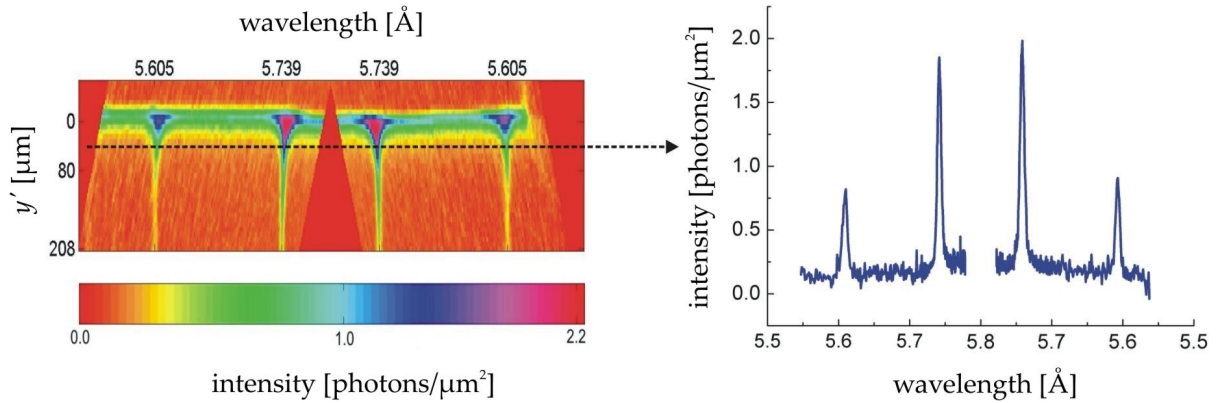 wavelength [Å]
5.605 5.739 5.739 5.605
0
80
208
y′ [µm]
0.0 1.0 2.2
intensity [photons/µm²]
2.0
1.5
1.0
0.5
0.0
intensity [photons/µm²]
5.5 5.6 5.7 5.8 5.7 5.6 5.5
wavelength [Å]